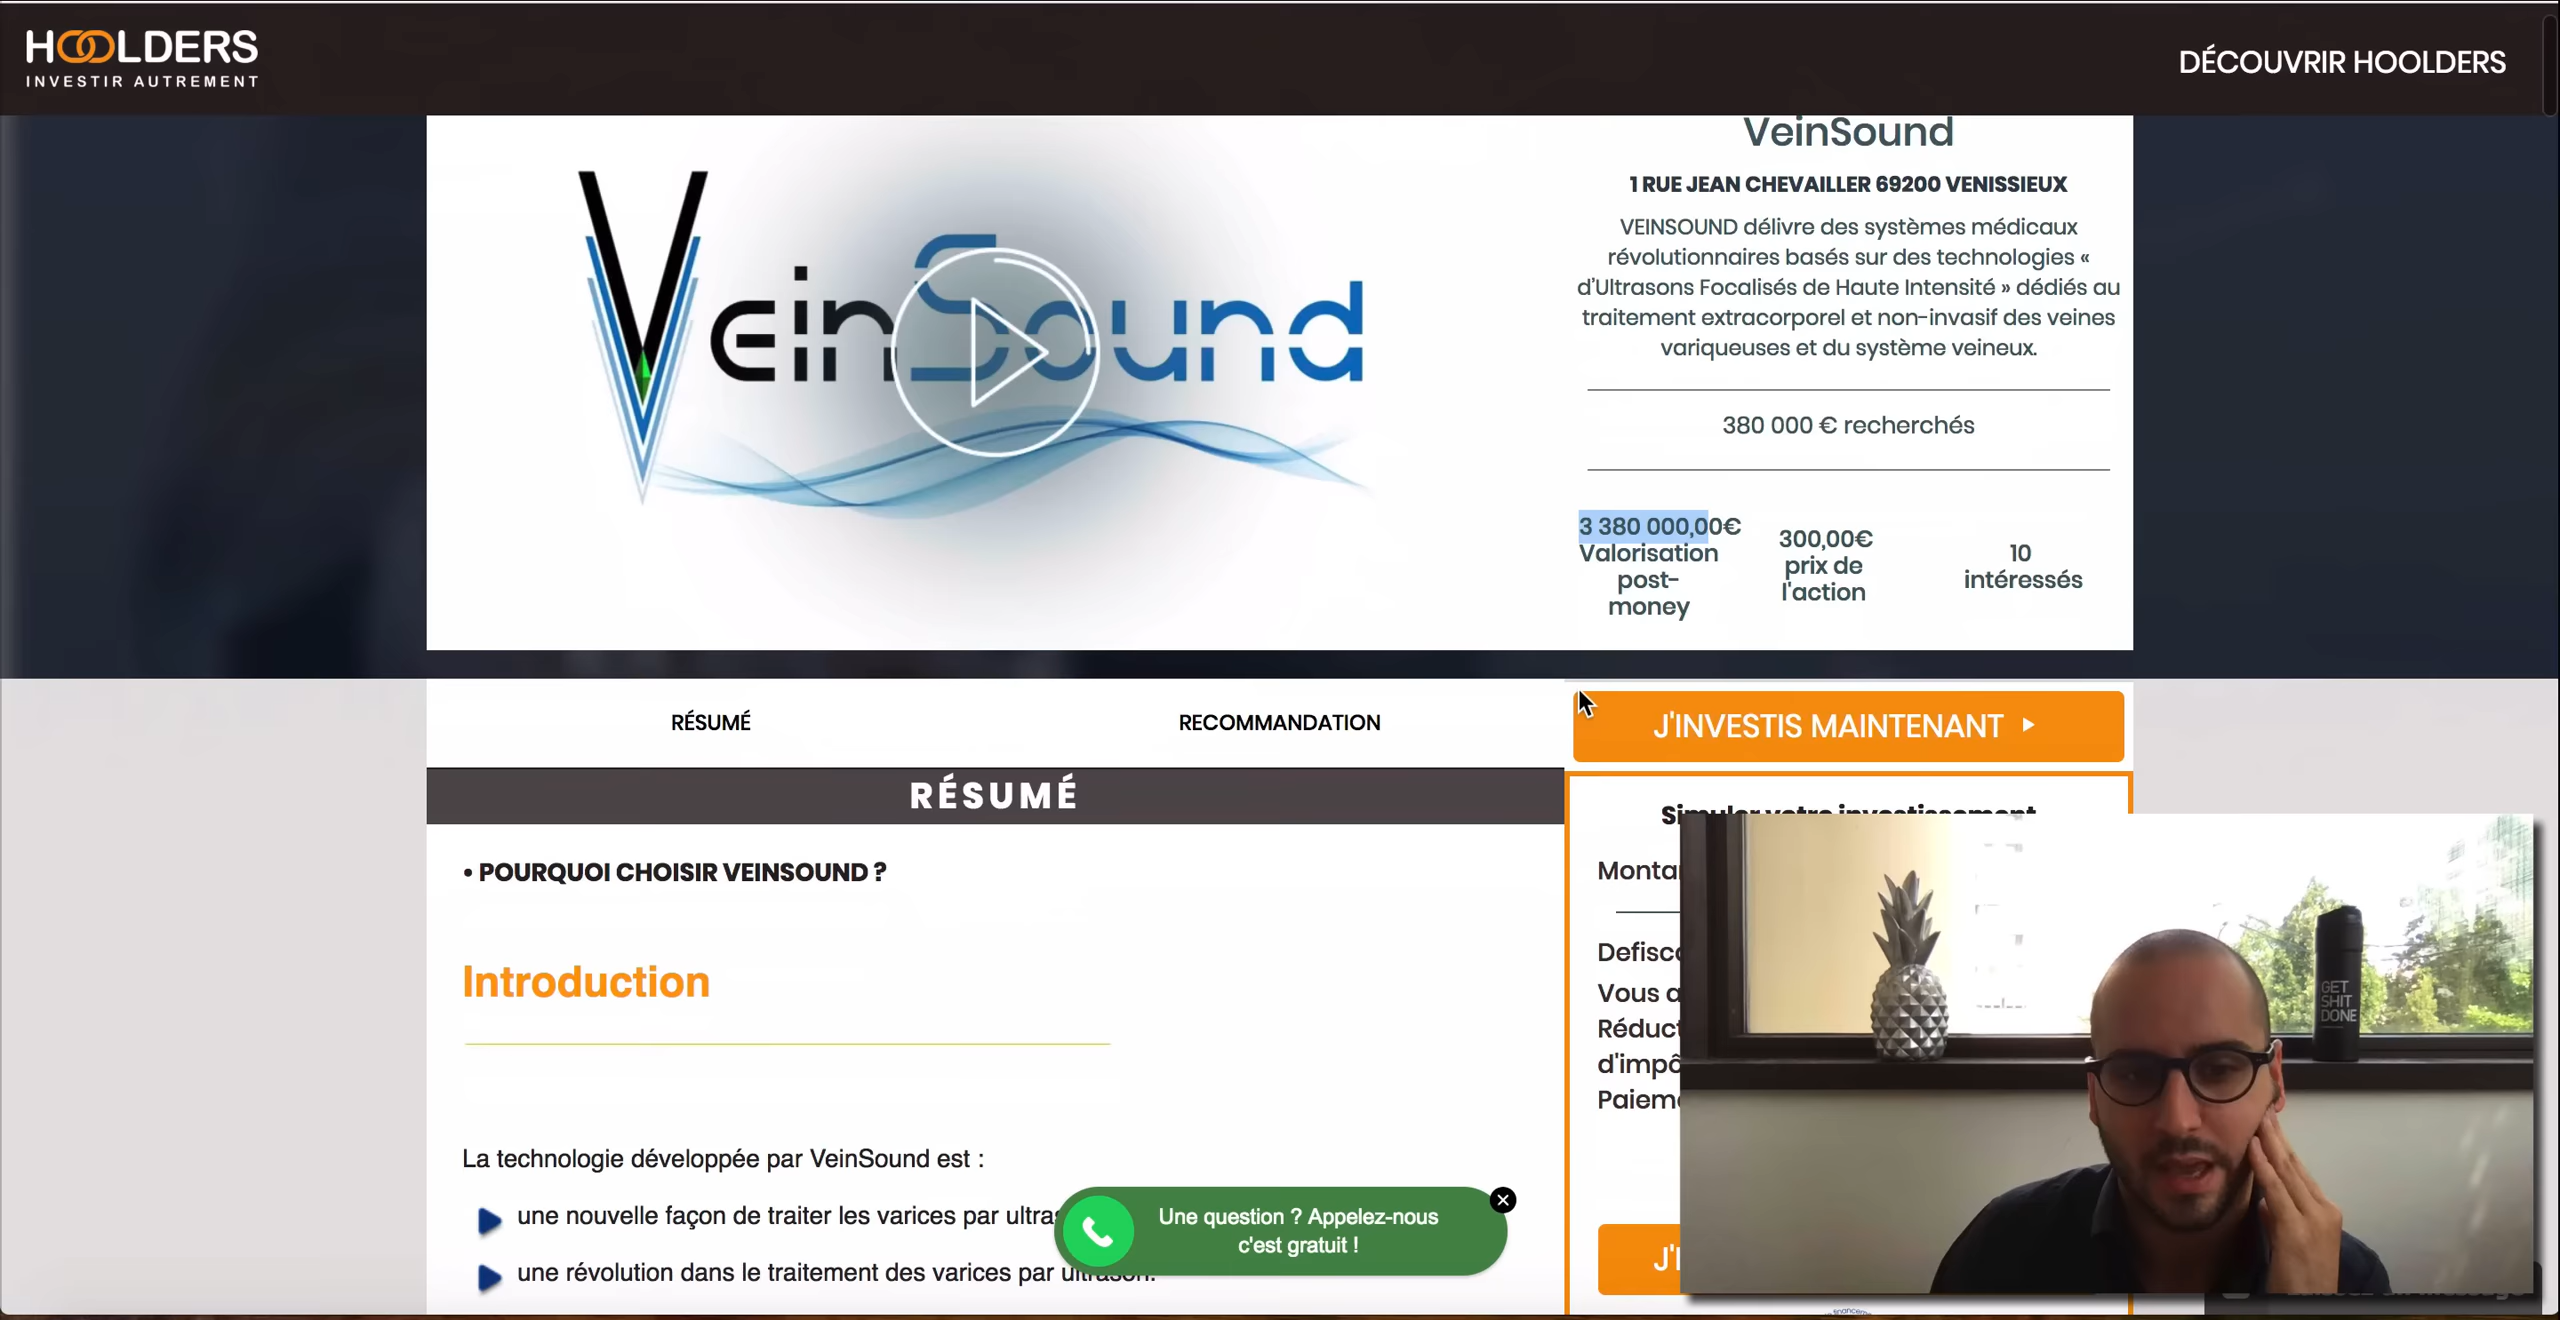 HOOLDERS
INVESTIR AUTREMENT
DÉCOUVRIR HOOLDERS
VeinSound
VeinSound
1 RUE JEAN CHEVAILLER 69200 VENISSIEUX
VEINSOUND délivre des systèmes médicaux
révolutionnaires basés sur des technologies «
d'Ultrasons Focalisés de Haute Intensité » dédiés au
traitement extracorporel et non-invasif des veines
variqueuses et du système veineux.
380 000 € recherchés
3 380 000,00€
Valorisation
post-
money
300,00€
prix de
l'action
10
intéressés
RÉSUMÉ
RECOMMANDATION
J'INVESTIS MAINTENANT
RÉSUMÉ
• POURQUOI CHOISIR VEINSOUND ?
Introduction
La technologie développée par VeinSound est :
une nouvelle façon de traiter les varices par
une révolution dans le traitement des varices par ultrason.
Une question ? Appelez-nous
c'est gratuit !
Simuler votre investissement
Vous
GET
SHIT
DONE